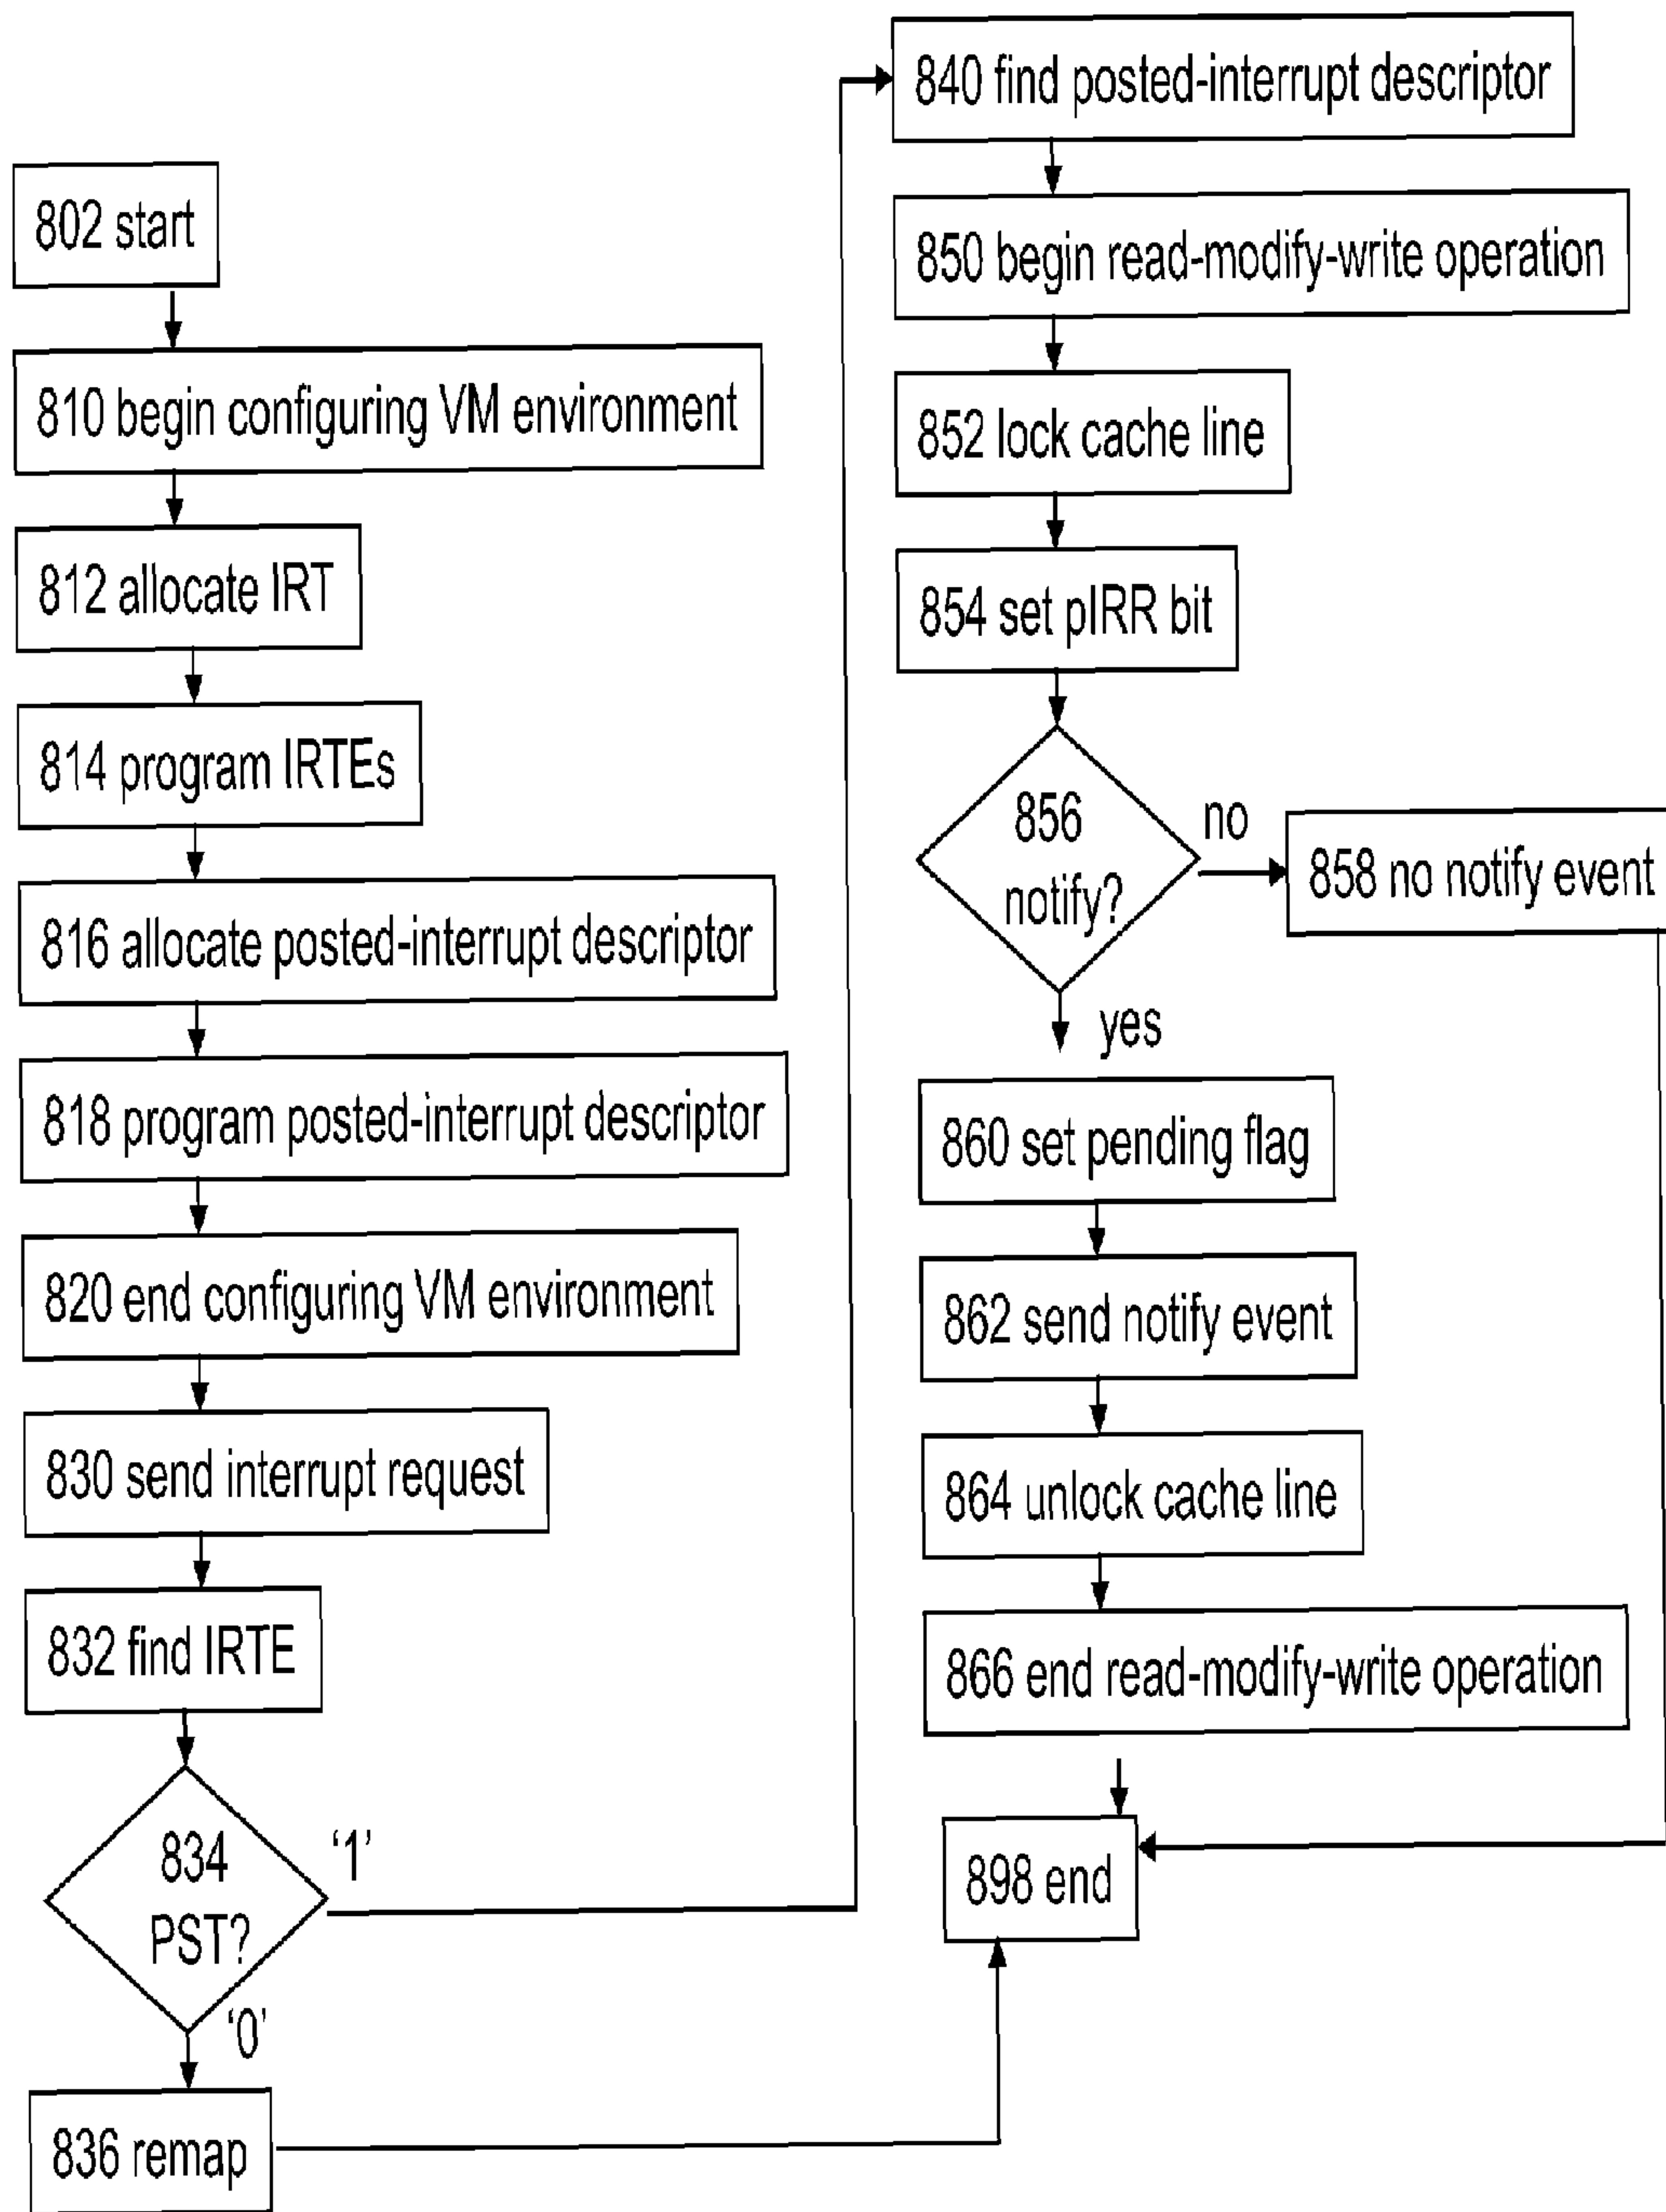 802 start
810 begin configuring VM environment
812 allocate IRT
814 program IRTEs
816 allocate posted-interrupt descriptor
818 program posted-interrupt descriptor
820 end configuring VM environment
830 send interrupt request
832 find IRTE
834
PST?
'1'
'0'
836 remap
840 find posted-interrupt descriptor
850 begin read-modify-write operation
852 lock cache line
854 set pIRR bit
856
notify?
no
858 no notify event
yes
860 set pending flag
862 send notify event
864 unlock cache line
866 end read-modify-write operation
898 end